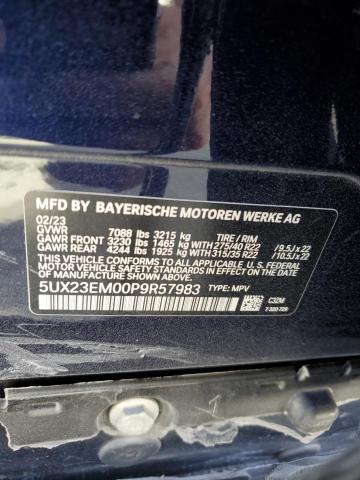 MFD BY BAYERISCHE MOTOREN WERKE AG
02/23
GVWR 7088 lbs 3215 kg TIRE / RIM
GAWR FRONT 3230 lbs 1465 kg WITH 275/40 R22 / 9.5J x 22
GAWR REAR 4244 lbs 1925 kg WITH 315/35 R22 / 10.5J x 22
THIS VEHICLE CONFORMS TO ALL APPLICABLE U.S. FEDERAL
MOTOR VEHICLE SAFETY STANDARDS IN EFFECT ON THE
DATE OF MANUFACTURE SHOWN ABOVE.
5UX23EM00P9R57983 TYPE: MPV
C3ZM